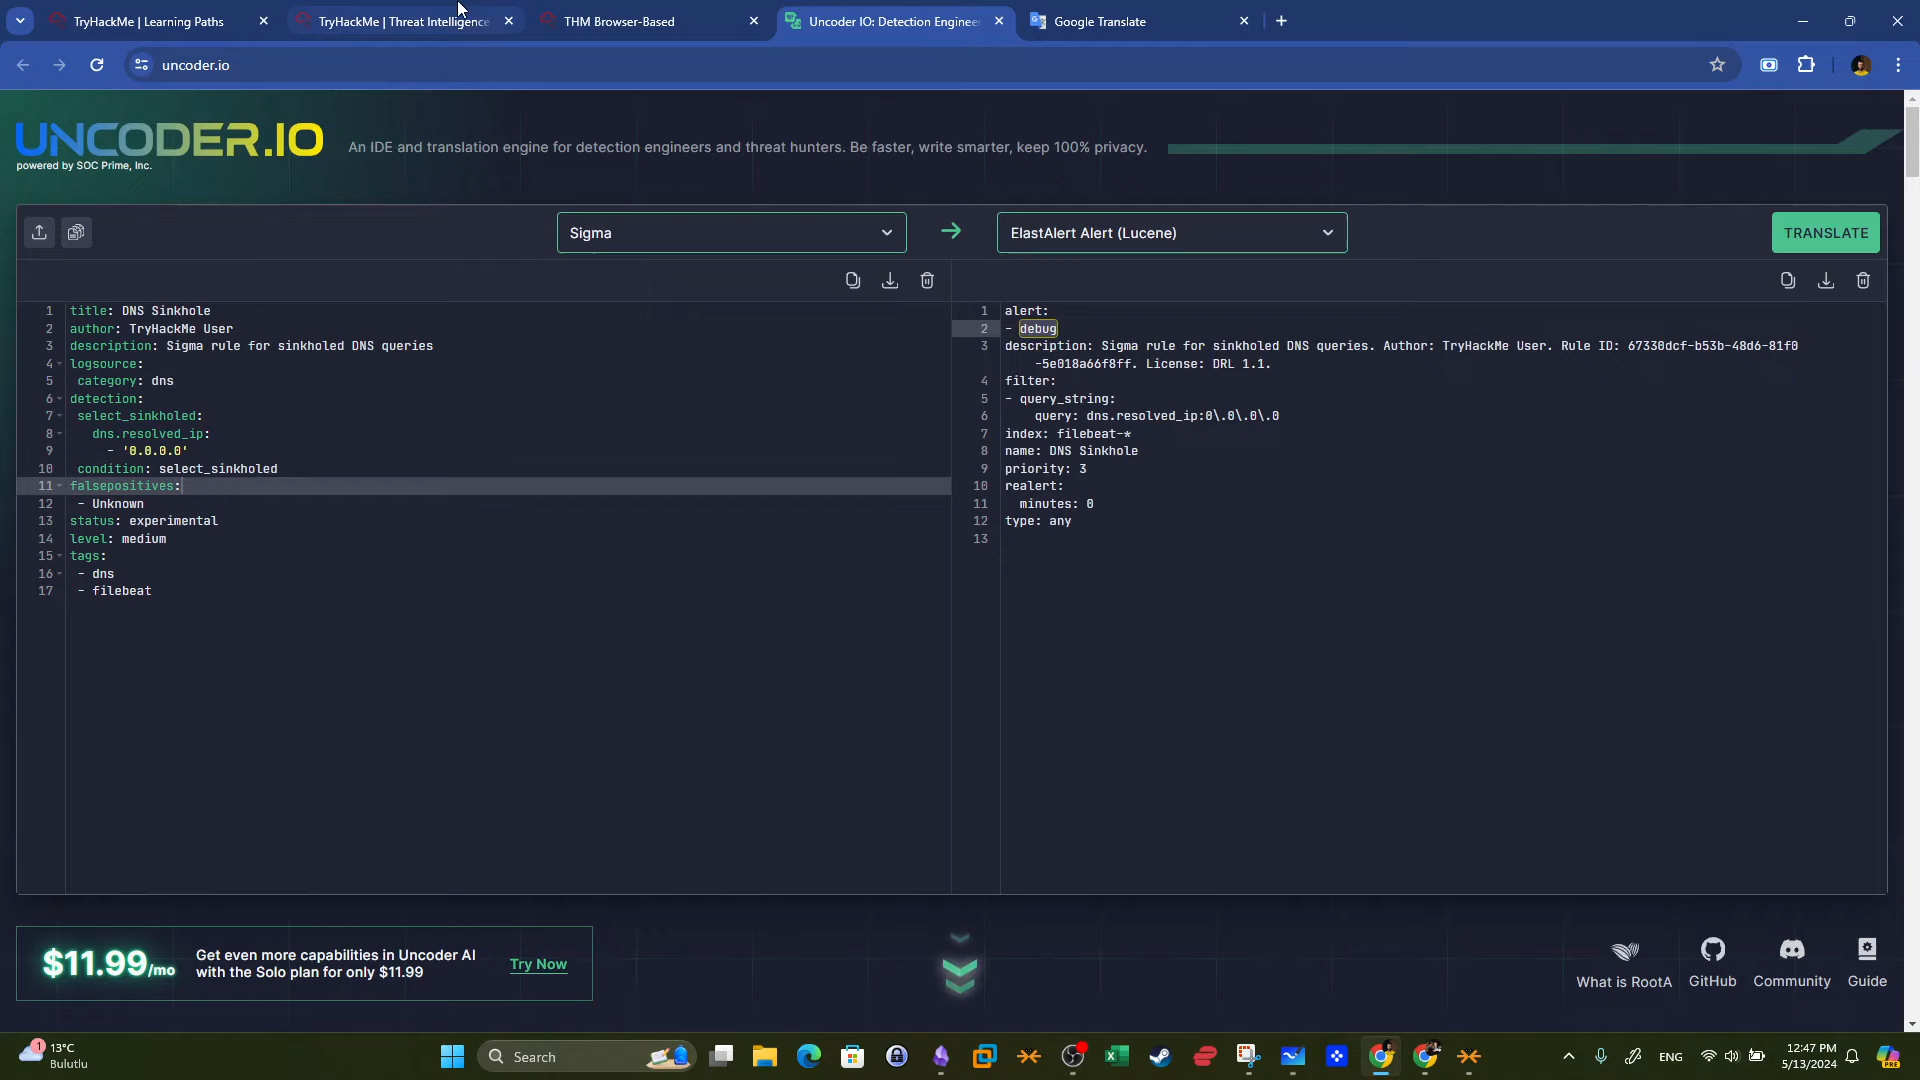 TryHackMe | Learning Paths
TryHackMe | Threat Intelligence
THM Browser-Based
Uncoder IO: Detection Enginee
Google Translate
uncoder.io
UNCODER.IO
powered by SOC Prime, Inc.
An IDE and translation engine for detection engineers and threat hunters. Be faster, write smarter, keep 100% privacy.
Sigma
ElastAlert Alert (Lucene)
TRANSLATE
1 title: DNS Sinkhole
2 author: TryHackMe User
3 description: Sigma rule for sinkholed DNS queries
4 logsource:
5 category: dns
6 detection:
7 select_sinkholed:
8 dns.resolved_ip:
9 - '0.0.0.0'
10 condition: select_sinkholed
11 falsepositives:
12 - Unknown
13 status: experimental
14 level: medium
15 tags:
16 - dns
17 - filebeat
1 alert:
2 - debug
3 description: Sigma rule for sinkholed DNS queries. Author: TryHackMe User. Rule ID: 67330dcf-b53b-48d6-81f0
-5e018a66f8ff. License: DRL 1.1.
4 filter:
5 - query_string:
6 query: dns.resolved_ip:0\.0\.0\.0
7 index: filebeat-*
8 name: DNS Sinkhole
9 priority: 3
10 realert:
11 minutes: 0
12 type: any
13
$11.99/mo
Get even more capabilities in Uncoder AI
with the Solo plan for only $11.99
Try Now
What is RootA
GitHub
Community
Guide
1
13°C
Bulutlu
Search
ENG
12:47 PM
5/13/2024
PRE